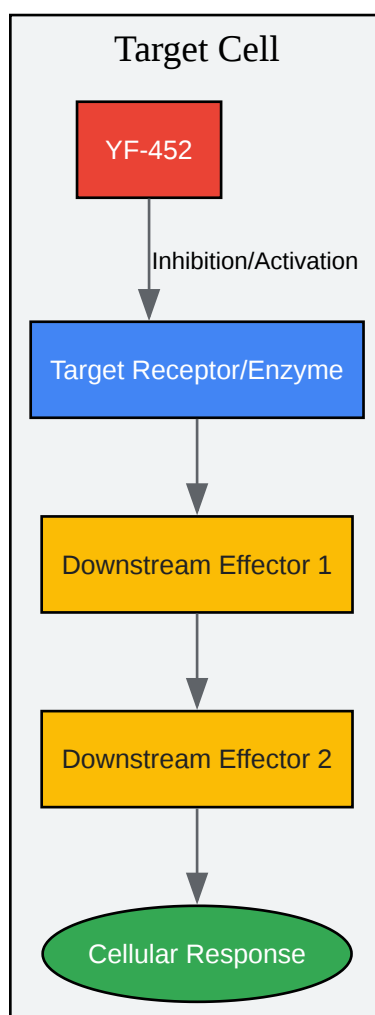 Target Cell
YF-452
Inhibition/Activation
Target Receptor/Enzyme
Downstream Effector 1
Downstream Effector 2
Cellular Response